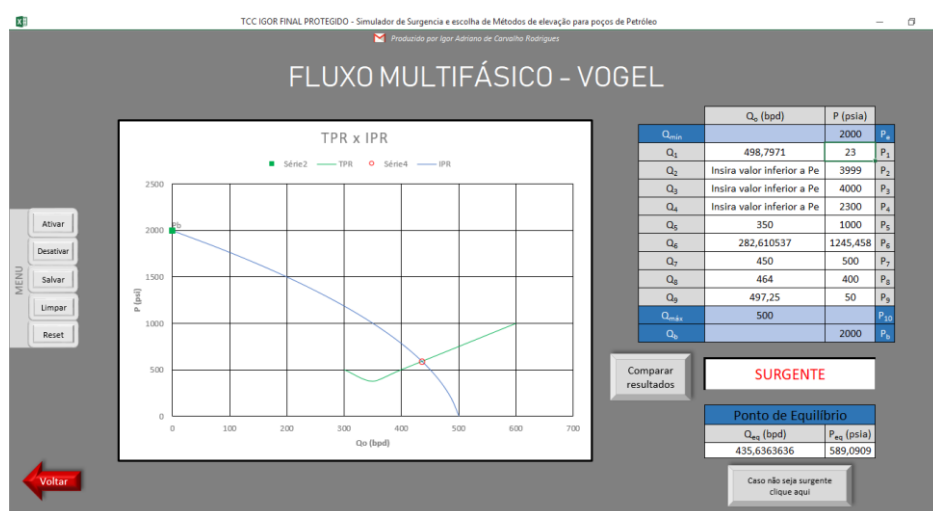 TCC IGOR FINAL PROTEGIDO - Simulador de Surgencia e escolha de Métodos de elevação para poços de Petróleo
Produzido por Igor Adriano de Carvalho Rodrigues
FLUXO MULTIFÁSICO - VOGEL
TPR x IPR
Série2 TPR Série4 IPR
2500
2000
1500
1000
500
0
Pb
P (psi)
0 100 200 300 400 500 600 700
Qo (bpd)
MENU
Ativar
Desativar
Salvar
Limpar
Reset
Voltar
Qo (bpd) P (psia)
Qmin 2000 Pe
Q1 498,7971 23 P1
Q2 Insira valor inferior a Pe 3999 P2
Q3 Insira valor inferior a Pe 4000 P3
Q4 Insira valor inferior a Pe 2300 P4
Q5 350 1000 P5
Q6 282,610537 1245,458 P6
Q7 450 500 P7
Q8 464 400 P8
Q9 497,25 50 P9
Qmáx 500 P10
Qb 2000 Pb
Comparar
resultados
SURGENTE
Ponto de Equilíbrio
Qeq (bpd) Peq (psia)
435,6363636 589,0909
Caso não seja surgente
clique aqui